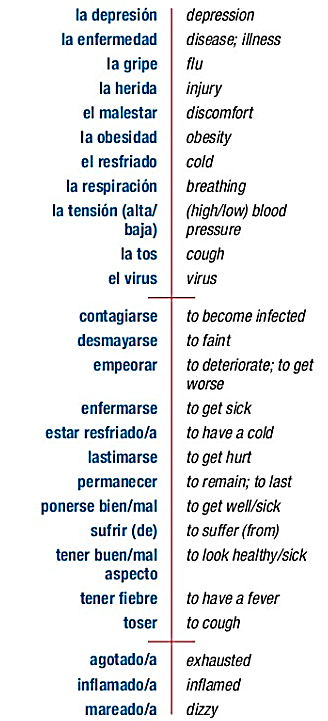 la depresión depression
la enfermedad disease; illness
la gripe flu
la herida injury
el malestar discomfort
la obesidad obesity
el resfriado cold
la respiración breathing
la tensión (alta/ (high/low) blood
baja) pressure
la tos cough
el virus virus
contagiarse to become infected
desmayarse to faint
empeorar to deteriorate; to get
worse
enfermarse to get sick
estar resfriado/a to have a cold
lastimarse to get hurt
permanecer to remain; to last
ponerse bien/mal to get well/sick
sufrir (de) to suffer (from)
tener buen/mal to look healthy/sick
aspecto
tener fiebre to have a fever
toser to cough
agotado/a exhausted
inflamado/a inflamed
mareado/a dizzy